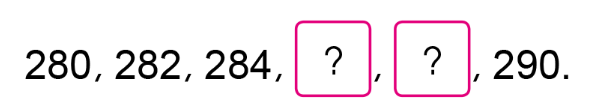 280, 282, 284, ?, ?, 290.